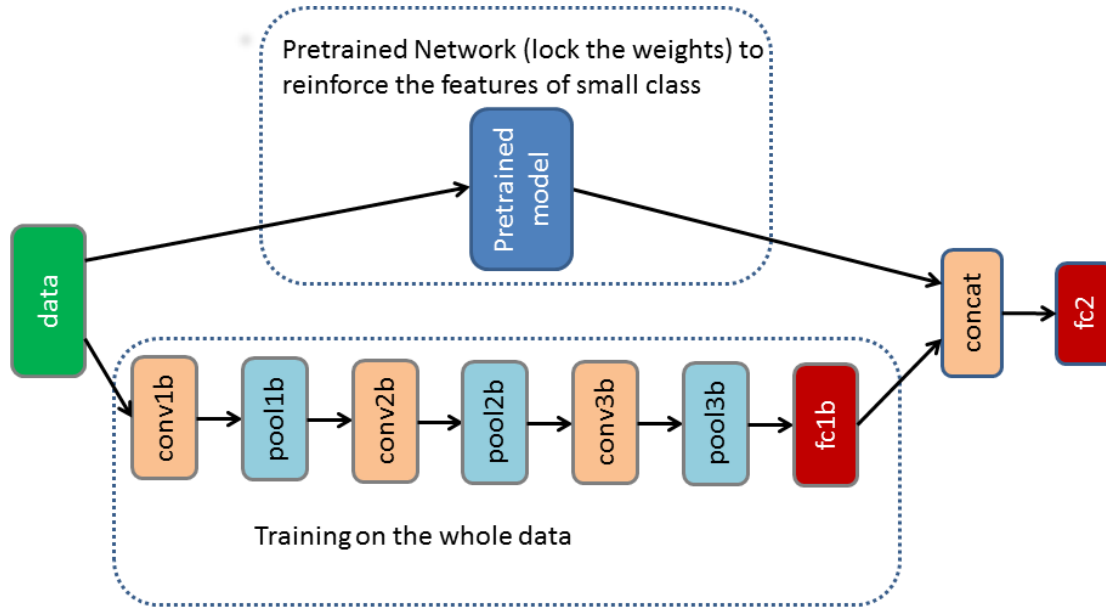 Pretrained Network (lock the weights) to
reinforce the features of small class
Pretrained
model
data
concat
fc2
conv1b
pool1b
conv2b
pool2b
conv3b
pool3b
fc1b
Training on the whole data